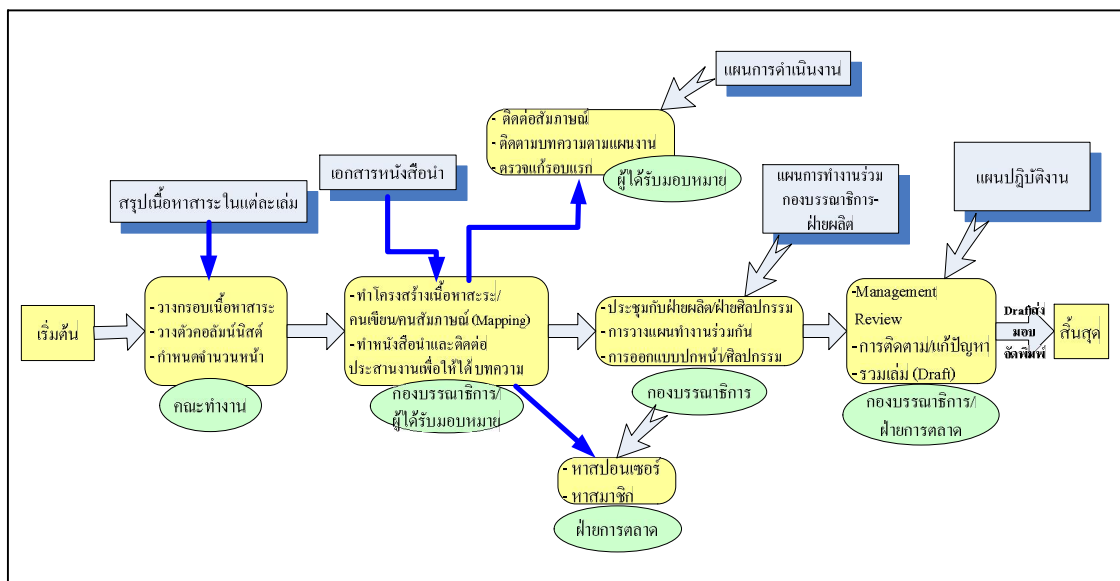 แผนการดำเนินงาน
- ติดต่อสัมภาษณ์
- ติดตามบทความตามแผนงาน
- ตรวจแก้รอบแรก
ผู้ได้รับมอบหมาย
เอกสารหนังสือนำ
สรุปเนื้อหาสาระในแต่ละเล่ม
แผนการทำงานร่วม
กองบรรณาธิการ-
ฝ่ายผลิต
แผนปฏิบัติงาน
เริ่มต้น
- วางกรอบเนื้อหาสาระ
- วางตัวคอลัมน์นิสต์
- กำหนดจำนวนหน้า
คณะทำงาน
- ทำโครงสร้างเนื้อหาสะระ/
คนเขียน/คนสัมภาษณ์ (Mapping)
- ทำหนังสือนำและติดต่อ
ประสานงานเพื่อให้ได้ บทความ
กองบรรณาธิการ/
ผู้ได้รับมอบหมาย
- ประชุมกับฝ่ายผลิต/ฝ่ายศิลปกรรม
- การวางแผนทำงานร่วมกัน
- การออกแบบปกหน้า/ศิลปกรรม
กองบรรณาธิการ
-Management
Review
- การติดตาม/แก้ปัญหา
- รวมเล่ม (Draft)
กองบรรณาธิการ/
ฝ่ายการตลาด
Draftส่ง
มอบ
จัดพิมพ์
สิ้นสุด
- หาสปอนเซอร์
- หาสมาชิก
ฝ่ายการตลาด